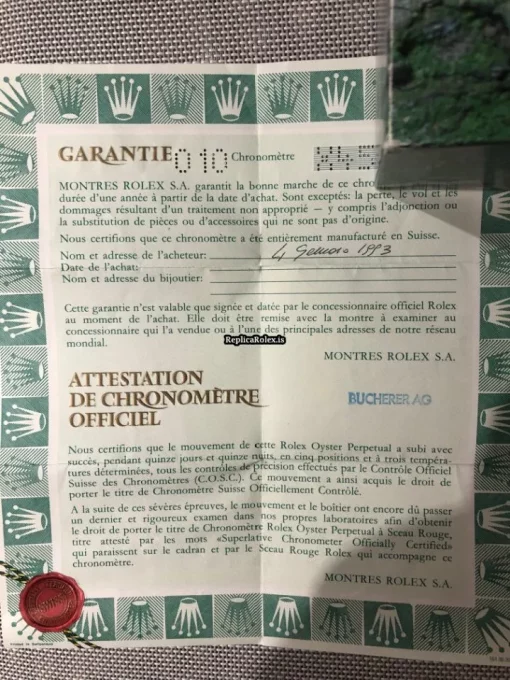 GARANTIE 010 Chronomètre
MONTRES ROLEX S.A. garantit la bonne marche de ce
durée d'une année à partir de la date d'achat. Sont exceptés: la perte, le vol et les
dommages résultant d'un traitement non approprié – y compris l'adjonction ou
la substitution de pièces ou d'accessoires qui ne sont pas d'origine.
Nous certifions que ce chronomètre a été entièrement manufacturé en Suisse.
Nom et adresse de l'acheteur: 4 Gennaio 1993
Date de l'achat:
Nom et adresse du bijoutier:
Cette garantie n'est valable que signée et datée par le concessionnaire officiel Rolex
au moment de l'achat. Elle doit être remise avec la montre à examiner au
concessionnaire qui l'a vendue ou à l'une des principales adresses de notre réseau
mondial.
ReplicaRolex.is
MONTRES ROLEX S.A.
ATTESTATION
DE CHRONOMÈTRE
OFFICIEL
BUCHERER AG
Nous certifions que le mouvement de cette Rolex Oyster Perpetual a subi avec
succès, pendant quinze jours et quinze nuits, en cinq positions et à trois tempéra-
tures déterminées, tous les contrôles de précision effectués par le Contrôle Officiel
Suisse des Chronomètres (C.O.S.C.). Ce mouvement a ainsi acquis le droit de
porter le titre de Chronomètre Suisse Officiellement Contrôlé.
A la suite de ces sévères épreuves, le mouvement et le boîtier ont encore dû passer
un dernier et rigoureux examen dans nos propres laboratoires afin d'obtenir
le droit de porter le titre de Chronomètre Rolex Oyster Perpetual à Sceau Rouge,
titre attesté par les mots «Superlative Chronometer Officially Certified»
qui paraissent sur le cadran et par le Sceau Rouge Rolex qui accompagne ce
chronomètre.
MONTRES ROLEX S.A.